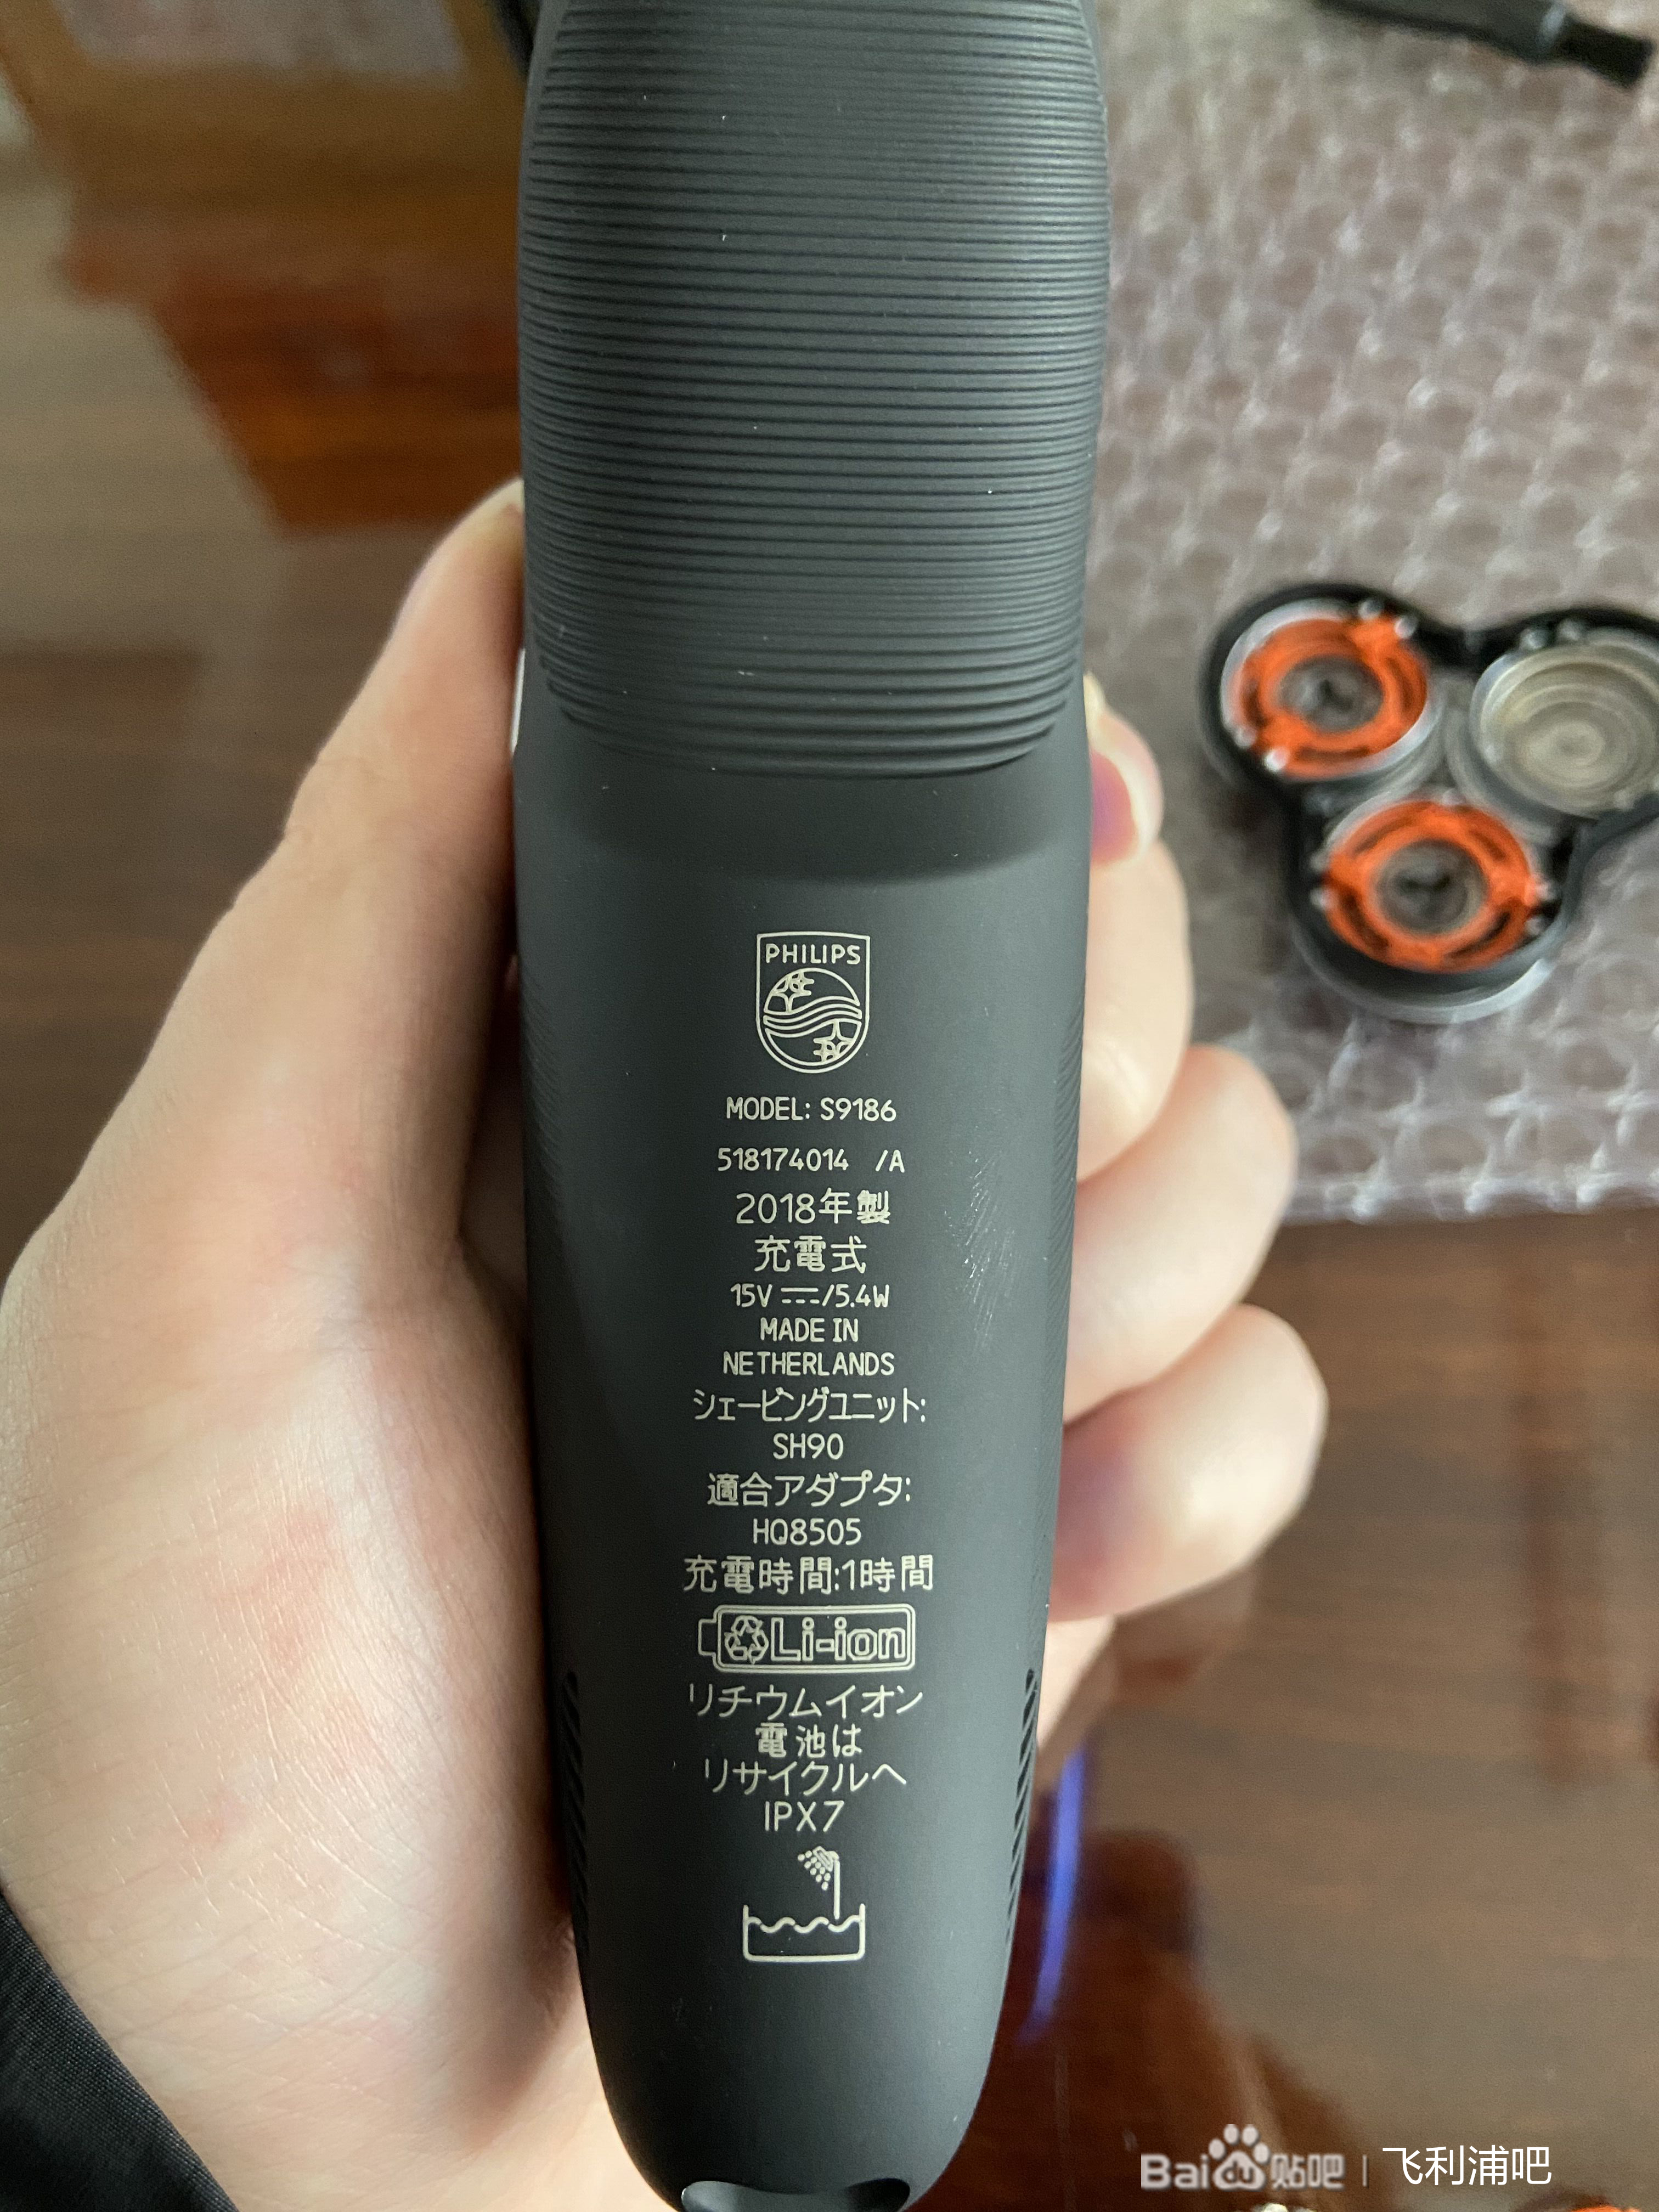 PHILIPS
MODEL: S9186
518174014 /A
2018年製
充電式
15V ⎓/5.4W
MADE IN
NETHERLANDS
シェービングユニット:
SH90
適合アダプタ:
HQ8505
充電時間:1時間
Li-ion
リチウムイオン
電池は
リサイクルへ
IPX7
Bai du 贴吧 | 飞利浦吧